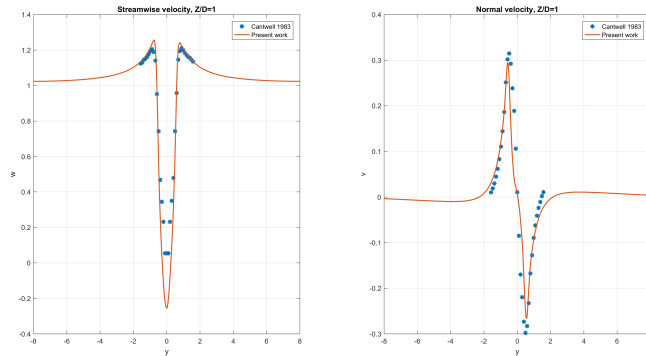 Streamwise velocity, Z/D=1
1.4
1.2
1
0.8
0.6
0.4
0.2
0
-0.2
-0.4
w
-8 -6 -4 -2 0 2 4 6 8
y
Cantwell 1983
Present work
Normal velocity, Z/D=1
0.4
0.3
0.2
0.1
0
-0.1
-0.2
-0.3
v
-8 -6 -4 -2 0 2 4 6
y
Cantwell 1983
Present work